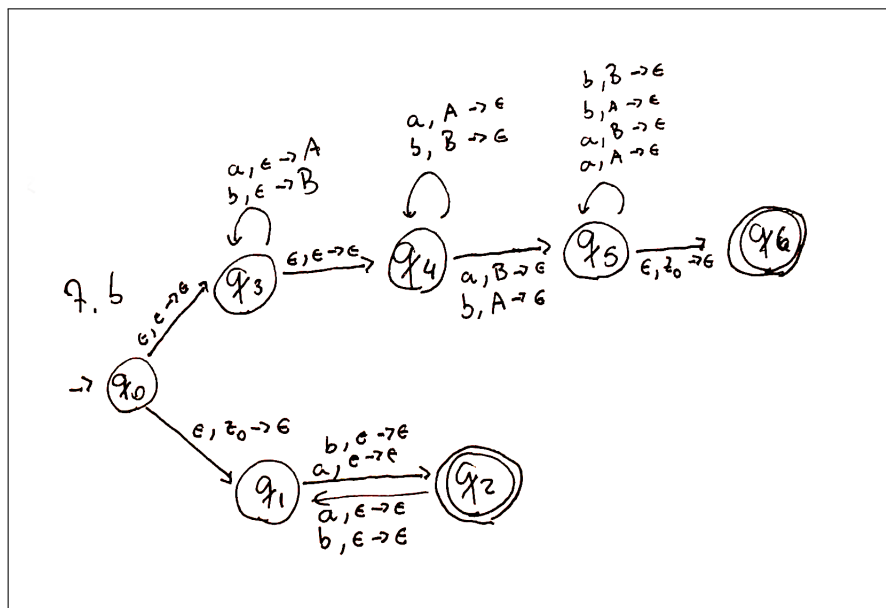 b, B → ϵ
b, A → ϵ
a, B → ϵ
a, A → ϵ
a, A → ϵ
b, B → ϵ
a, ϵ → A
b, ϵ → B
q3
ϵ, ϵ → ϵ
q4
a, B → ϵ
b, A → ϵ
q5
ϵ, z0 → ϵ
q6
7. b
ϵ, ϵ → ϵ
→ q0
ϵ, z0 → ϵ
q1
b, ϵ → ϵ
a, ϵ → ϵ
a, ϵ → ϵ
b, ϵ → ϵ
q2